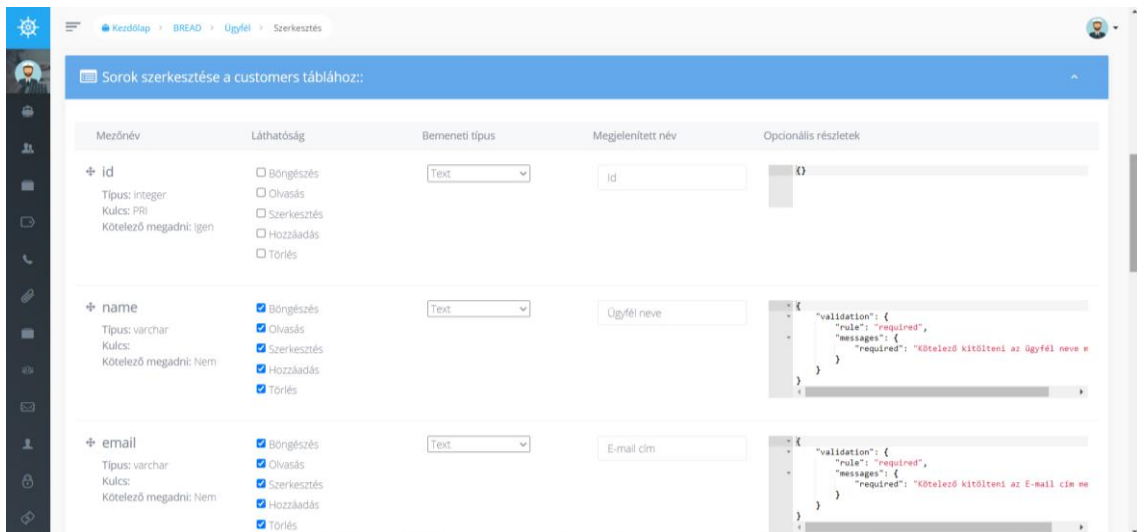 Kezdőlap > BREAD > Ügyfél > Szerkesztés
Sorok szerkesztése a customers táblához::
Mezőnév Láthatóság Bemeneti típus Megjelenített név Opcionális részletek
id
Típus: integer
Kulcs: PRI
Kötelező megadni: Igen
Böngészés
Olvasás
Szerkesztés
Hozzáadás
Törlés
Text
Id
{}
name
Típus: varchar
Kulcs:
Kötelező megadni: Nem
Böngészés
Olvasás
Szerkesztés
Hozzáadás
Törlés
Text
Ügyfél neve
{
"validation": {
"rule": "required",
"messages": {
"required": "Kötelező kitölteni az ügyfél neve m
}
}
}
email
Típus: varchar
Kulcs:
Kötelező megadni: Nem
Böngészés
Olvasás
Szerkesztés
Hozzáadás
Törlés
Text
E-mail cím
{
"validation": {
"rule": "required",
"messages": {
"required": "Kötelező kitölteni az E-mail cím me
}
}
}